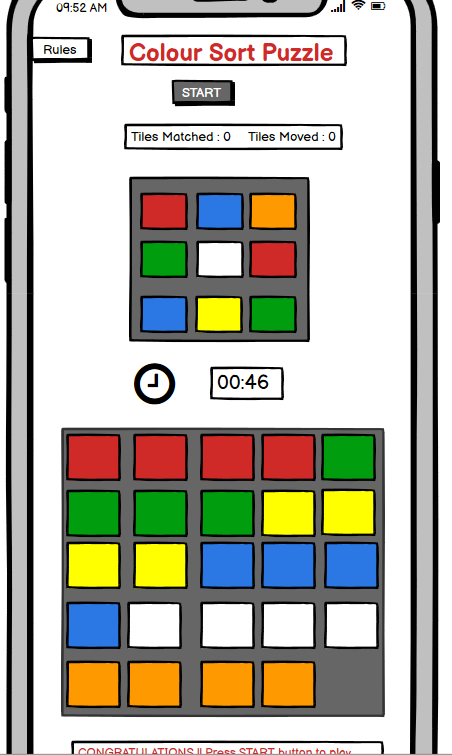 09:52 AM
Rules
Colour Sort Puzzle
START
Tiles Matched : 0 Tiles Moved : 0
00:46
CONGRATULATIONS !! Press START button to play